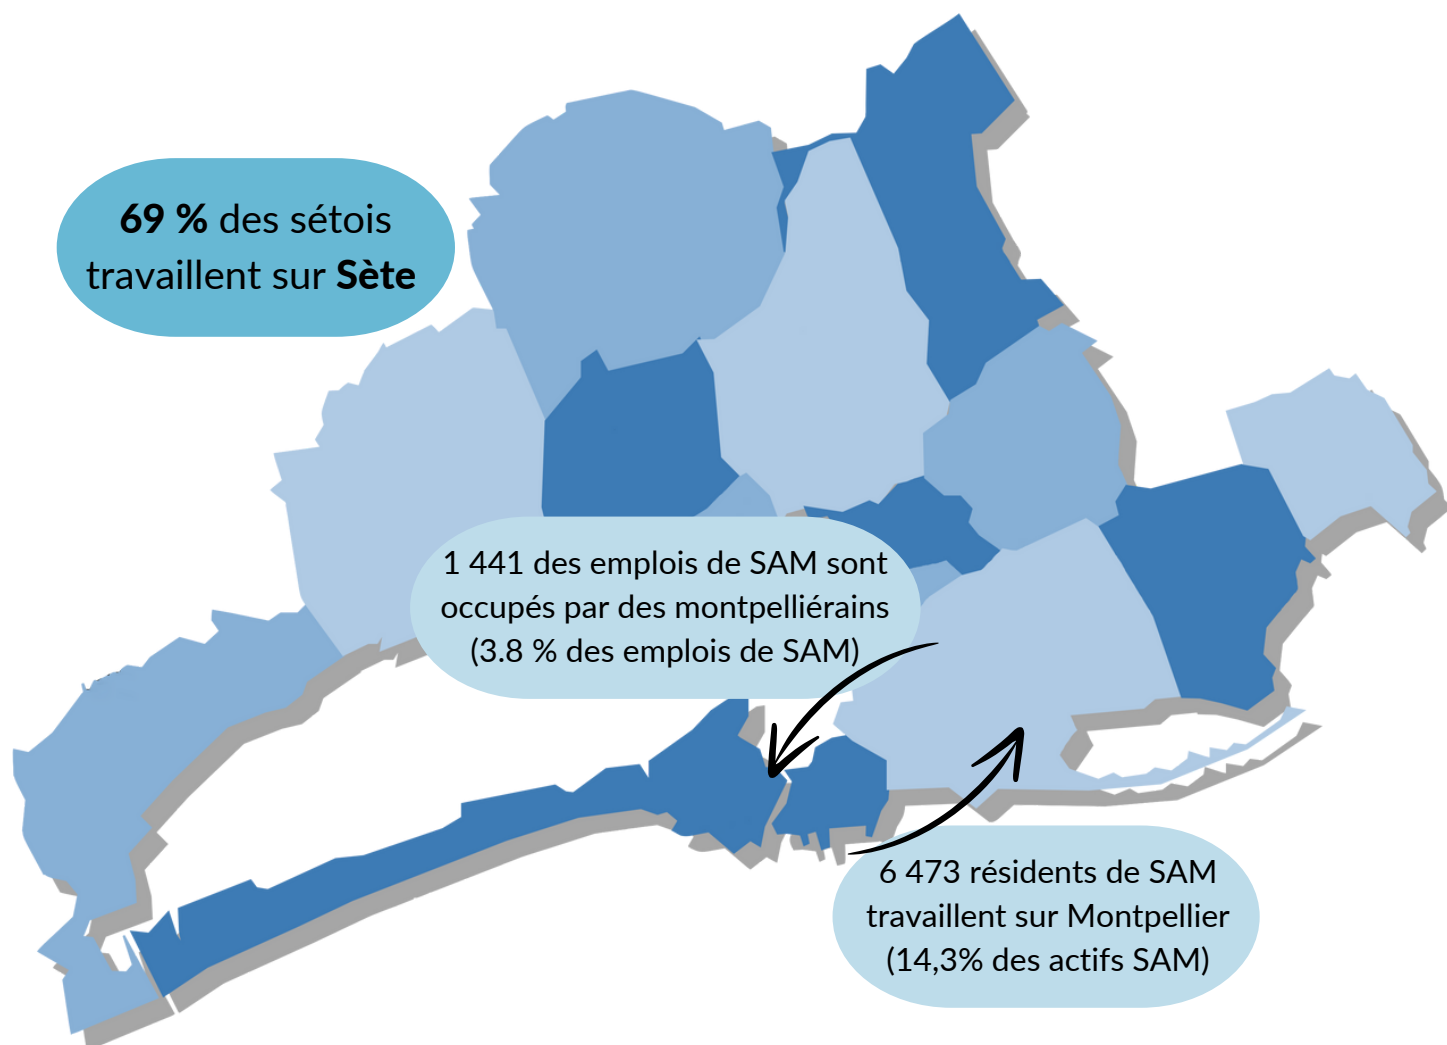 69 % des sétois
travaillent sur Sète
1 441 des emplois de SAM sont
occupés par des montpelliérains
(3.8 % des emplois de SAM)
6 473 résidents de SAM
travaillent sur Montpellier
(14,3% des actifs SAM)